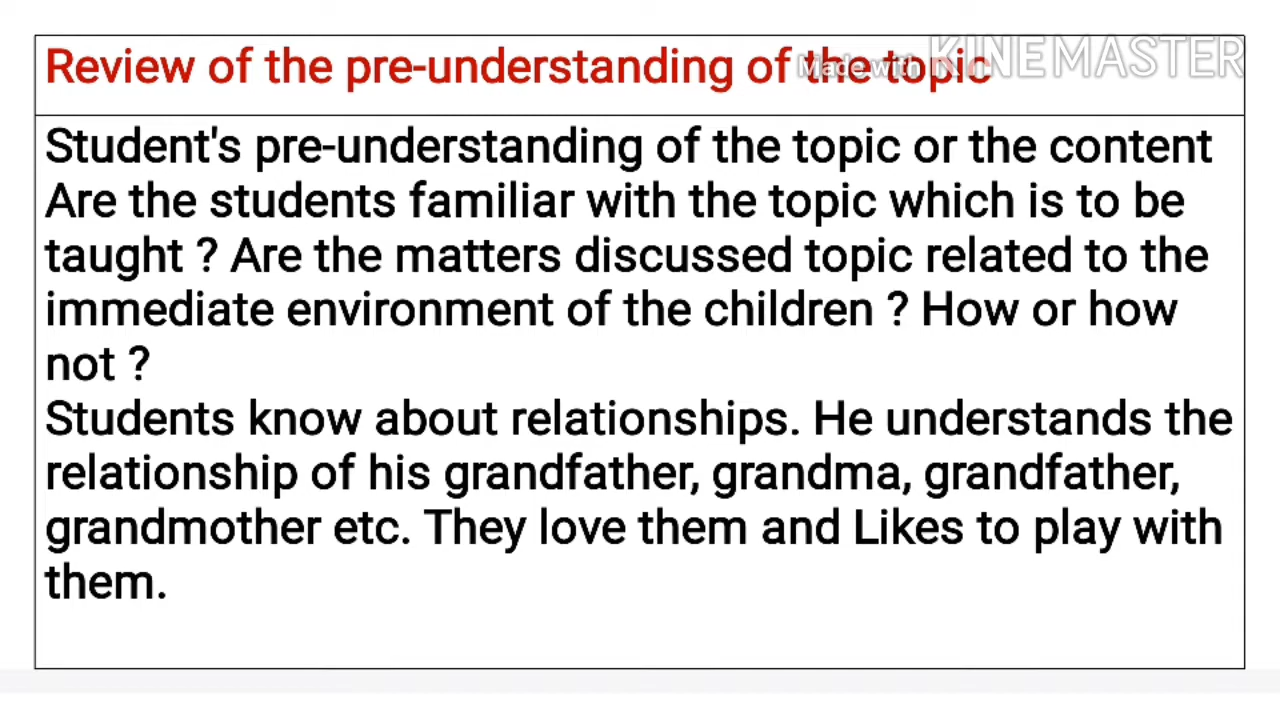 Review of the pre-understanding of the topic
Made with KINEMASTER
Student's pre-understanding of the topic or the content
Are the students familiar with the topic which is to be
taught ? Are the matters discussed topic related to the
immediate environment of the children ? How or how
not ?
Students know about relationships. He understands the
relationship of his grandfather, grandma, grandfather,
grandmother etc. They love them and Likes to play with
them.